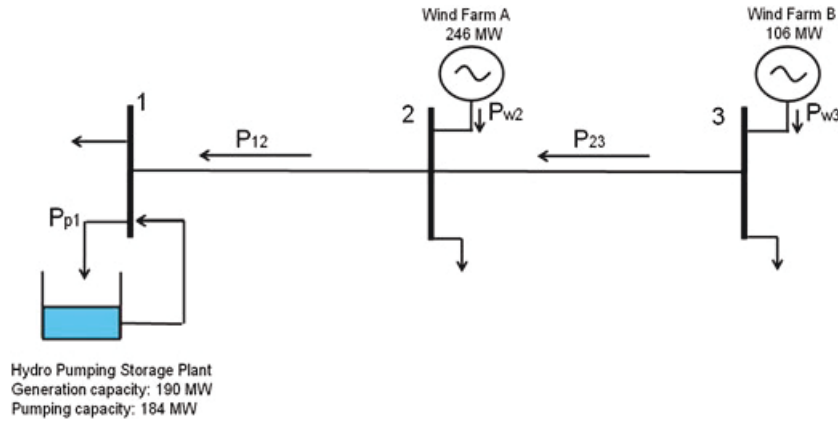 Wind Farm A
246 MW
Wind Farm B
106 MW
1
2
3
Pw2
Pw3
P12
P23
Pp1
Hydro Pumping Storage Plant
Generation capacity: 190 MW
Pumping capacity: 184 MW